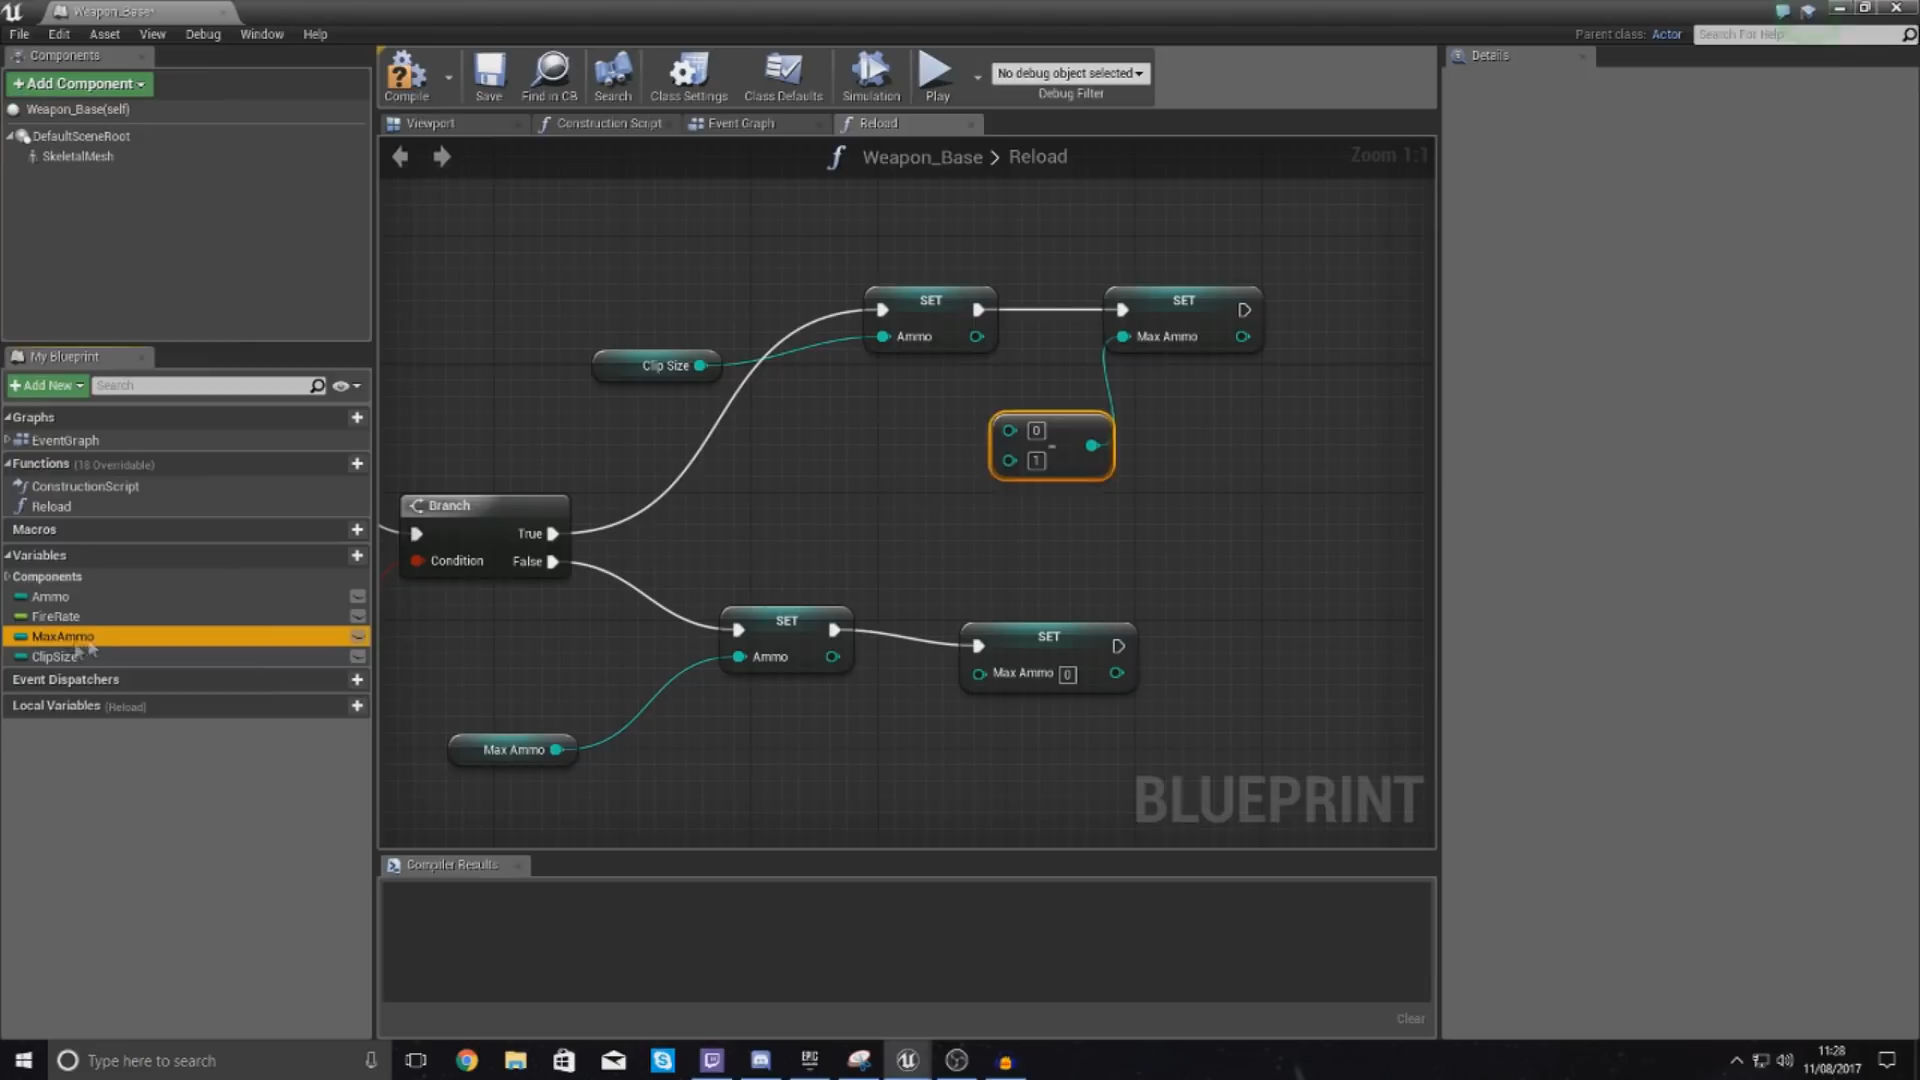 Weapon_Base*
File Edit Asset View Debug Window Help
Parent class: Actor
Search For Help
Components
+Add Component
Weapon_Base(self)
DefaultSceneRoot
SkeletalMesh
Compile
Save
Find in CB
Search
Class Settings
Class Defaults
Simulation
Play
No debug object selected
Debug Filter
Details
Viewport
Construction Script
Event Graph
Reload
Weapon_Base > Reload
Zoom 1:1
SET
Ammo
SET
Max Ammo
Clip Size
0
-
1
Branch
True
Condition
False
SET
Ammo
SET
Max Ammo 0
Max Ammo
BLUEPRINT
My Blueprint
+Add New
Search
Graphs
EventGraph
Functions (18 Overridable)
ConstructionScript
Reload
Macros
Variables
Components
Ammo
FireRate
MaxAmmo
ClipSize
Event Dispatchers
Local Variables (Reload)
Compiler Results
Clear
Type here to search
EPIC
11:28
11/08/2017